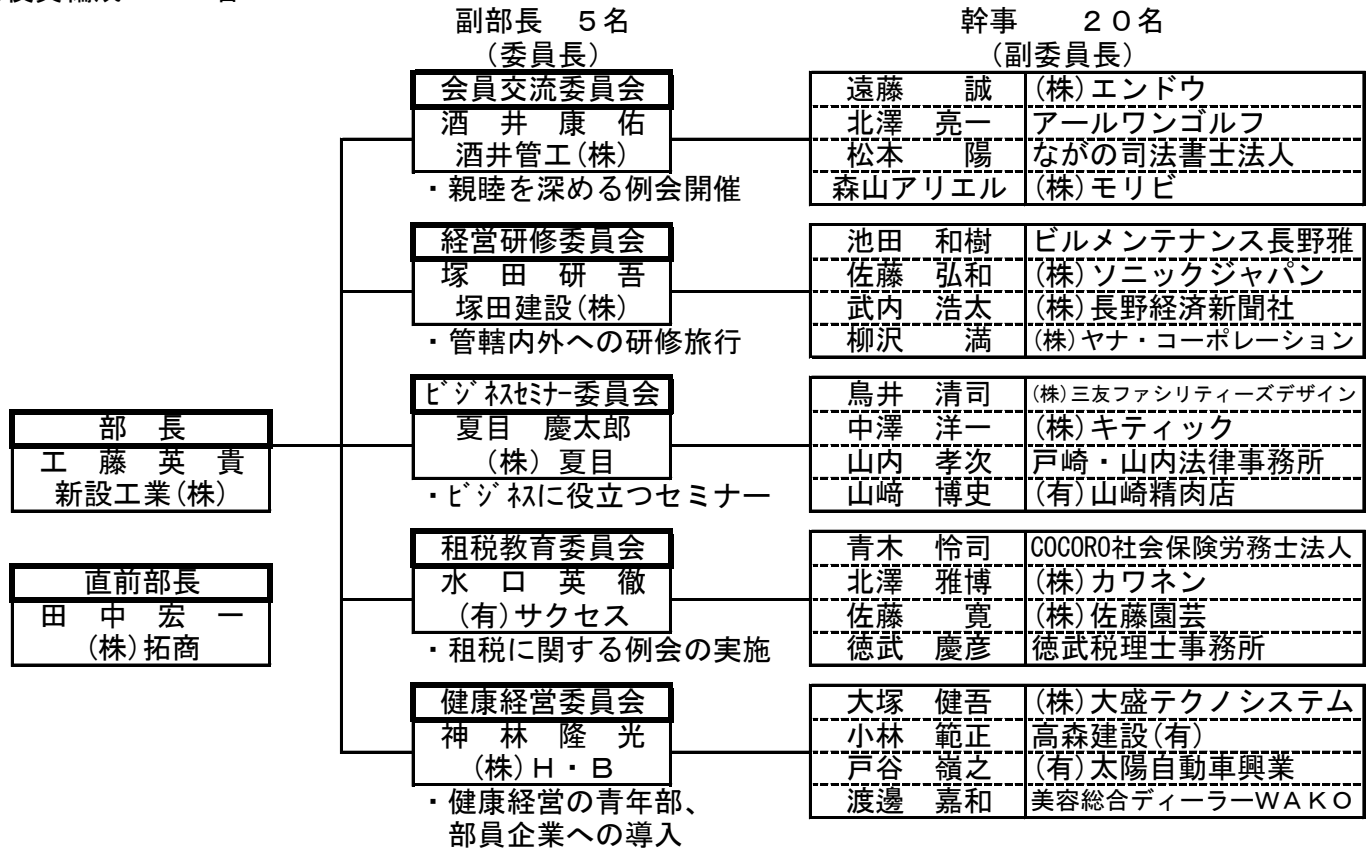 副部長　５名
(委員長)
幹事　　２０名
(副委員長)
会員交流委員会
酒　井　康　佑
酒井管工(株)
・親睦を深める例会開催
遠藤　　誠　(株)エンドウ
北澤　亮一　アールワンゴルフ
松本　　陽　ながの司法書士法人
森山アリエル　(株)モリビ
経営研修委員会
塚　田　研　吾
塚田建設(株)
・管轄内外への研修旅行
池田　和樹　ビルメンテナンス長野雅
佐藤　弘和　(株)ソニックジャパン
武内　浩太　(株)長野経済新聞社
柳沢　　満　(株)ヤナ・コーポレーション
部　長
工　藤　英　貴
新設工業(株)
ﾋﾞｼﾞﾈｽｾﾐﾅｰ委員会
夏目　慶太郎
(株) 夏目
・ﾋﾞｼﾞﾈｽに役立つセミナー
鳥井　清司　(株)三友ファシリティーズデザイン
中澤　洋一　(株)キティック
山内　孝次　戸崎・山内法律事務所
山﨑　博史　(有)山崎精肉店
直前部長
田　中　宏　一
(株)拓商
租税教育委員会
水　口　英　徹
(有)サクセス
・租税に関する例会の実施
青木　怜司　COCORO社会保険労務士法人
北澤　雅博　(株)カワネン
佐藤　　寛　(株)佐藤園芸
徳武　慶彦　徳武税理士事務所
健康経営委員会
神　林　隆　光
(株)Ｈ・Ｂ
・健康経営の青年部、
部員企業への導入
大塚　健吾　(株)大盛テクノシステム
小林　範正　高森建設(有)
戸谷　嶺之　(有)太陽自動車興業
渡邊　嘉和　美容総合ディーラーＷＡＫＯ